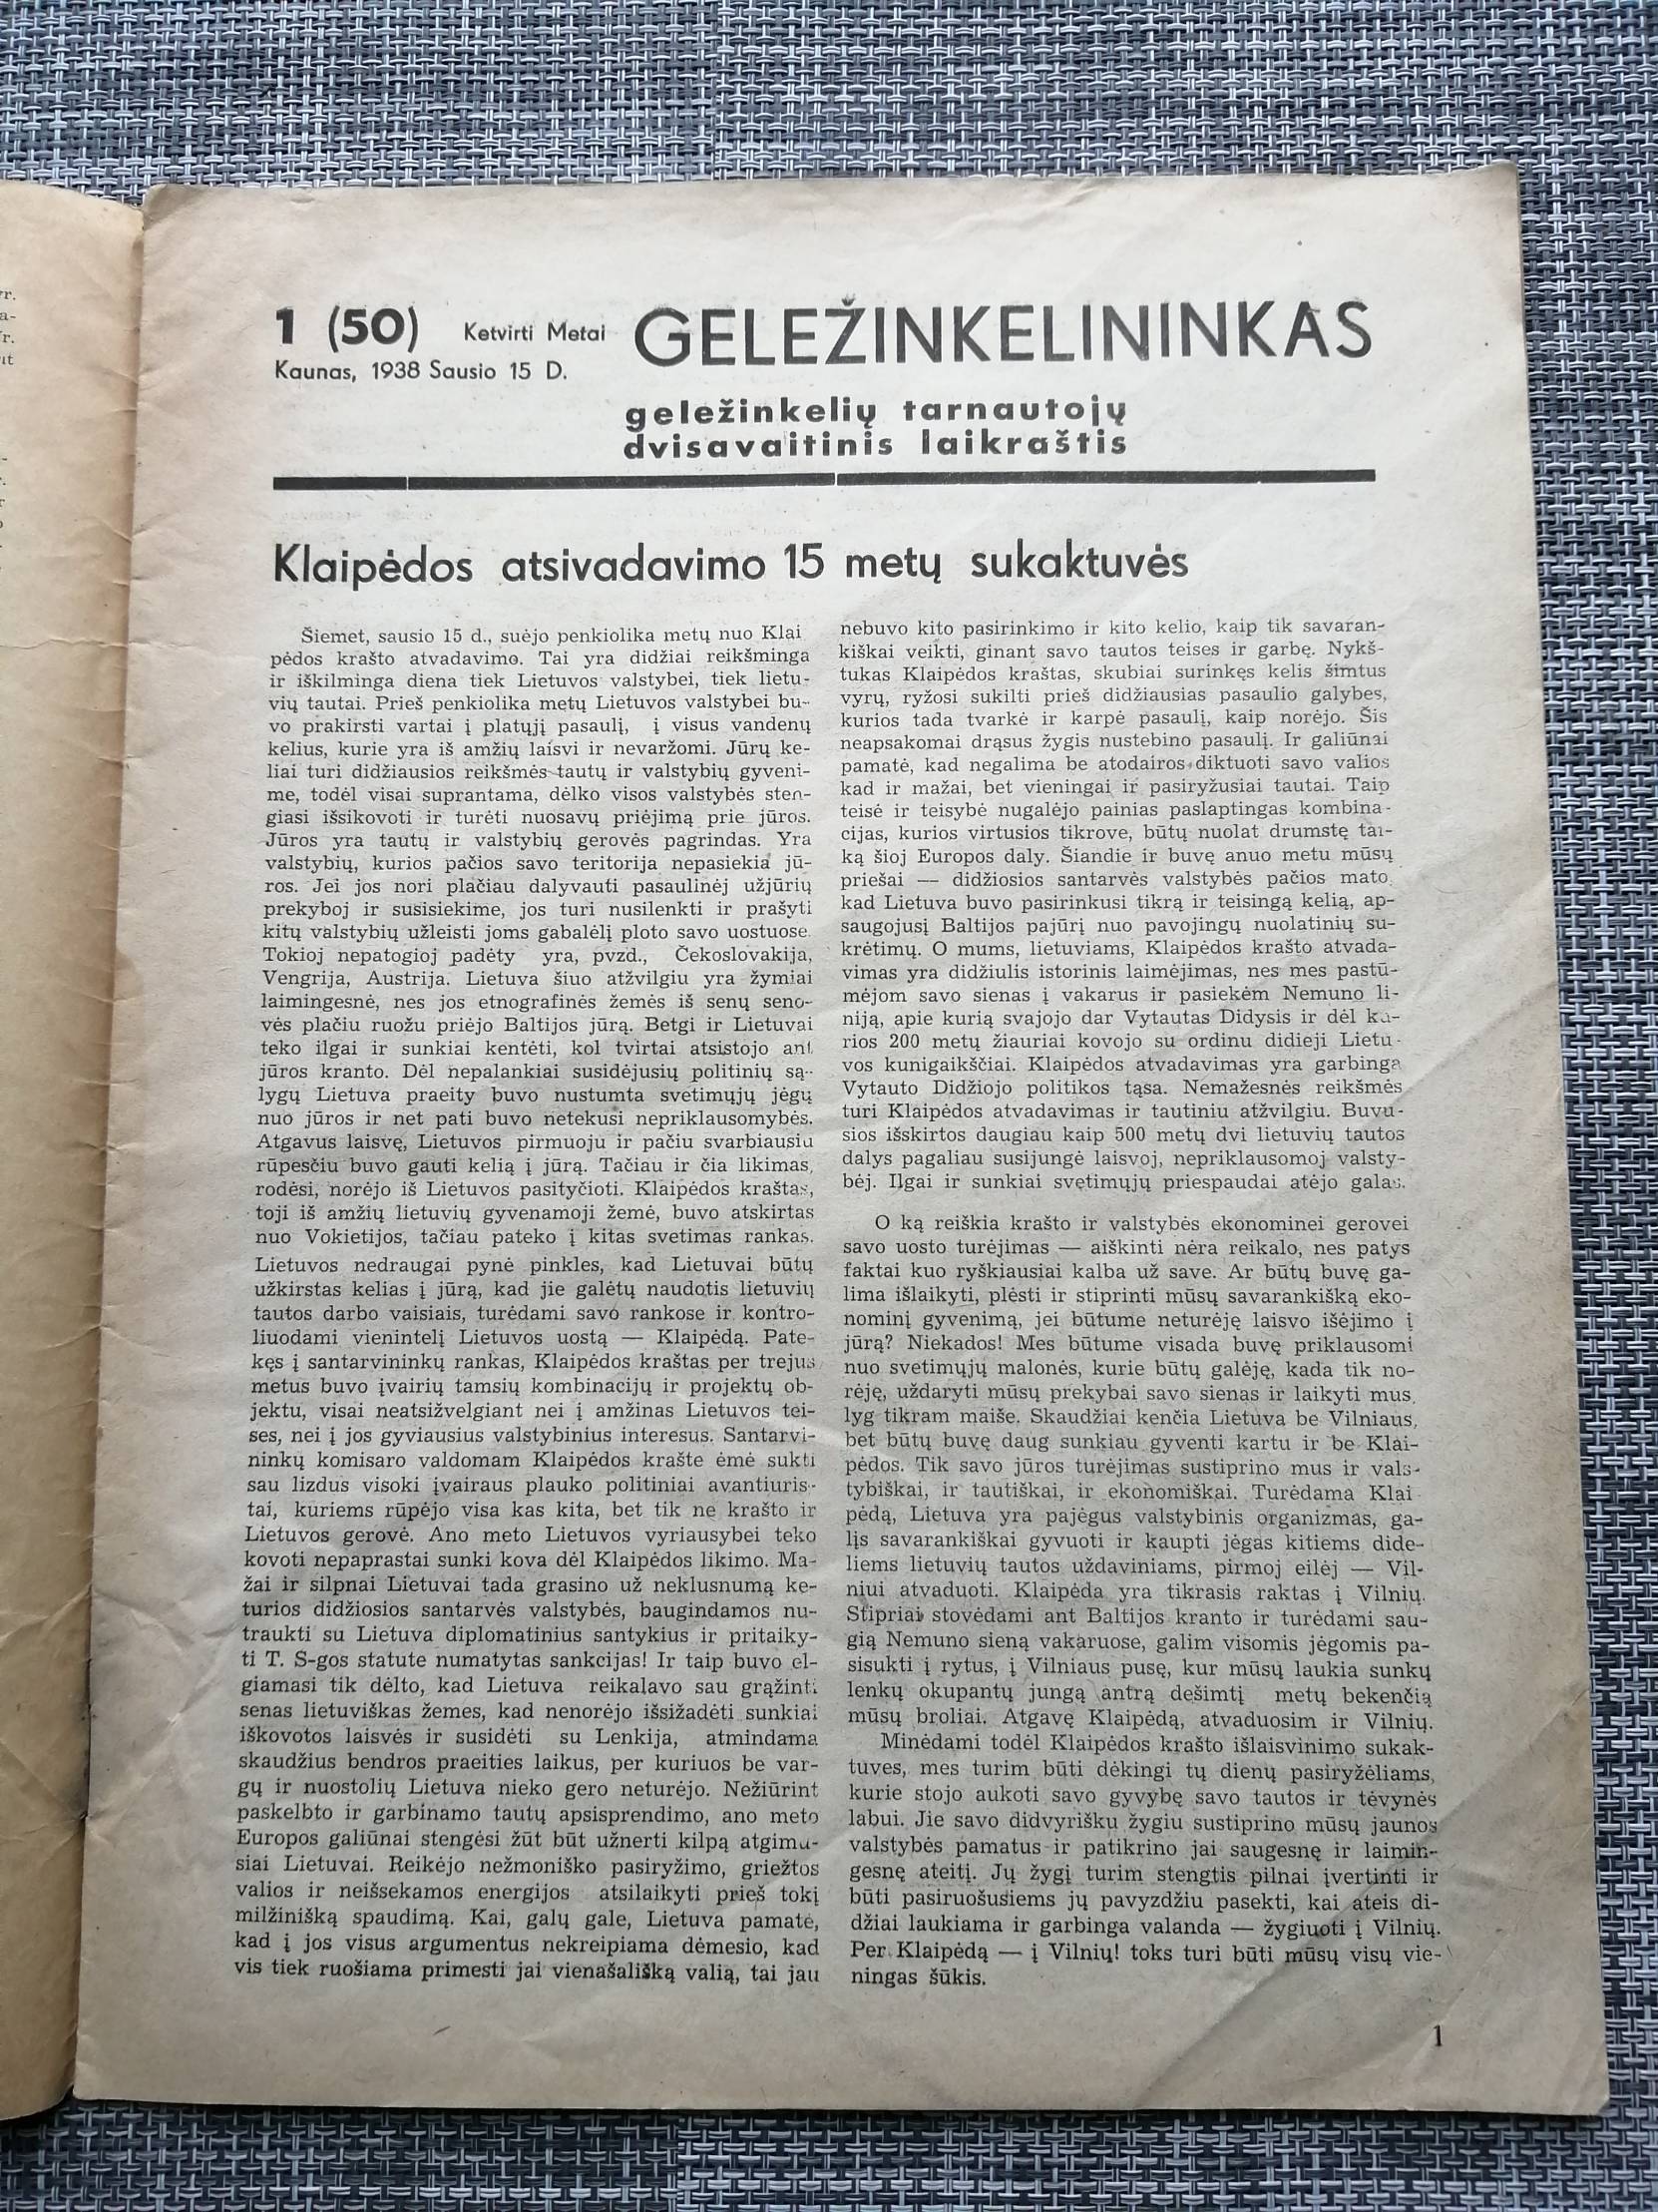 1 (50) Ketvirti Metai GELEŽINKELININKAS
Kaunas, 1938 Sausio 15 D.
geležinkelių tarnautojų
dvisavaitinis laikraštis
Klaipėdos atsivadavimo 15 metų sukaktuvės
Šiemet, sausio 15 d., suėjo penkiolika metų nuo Klai
pėdos krašto atvadavimo. Tai yra didžiai reikšminga
ir iškilminga diena tiek Lietuvos valstybei, tiek lietu-
vių tautai. Prieš penkiolika metų Lietuvos valstybei bu-
vo prakirsti vartai į platųjį pasaulį, į visus vandenų
kelius, kurie yra iš amžių laisvi ir nevaržomi. Jūrų ke-
liai turi didžiausios reikšmės tautų ir valstybių gyveni-
me, todėl visai suprantama, dėlko visos valstybės sten-
giasi išsikovoti ir turėti nuosavų priėjimą prie jūros.
Jūros yra tautų ir valstybių gerovės pagrindas. Yra
valstybių, kurios pačios savo teritorija nepasiekia jū-
ros. Jei jos nori plačiau dalyvauti pasaulinėj užjūrių
prekyboj ir susisiekime, jos turi nusilenkti ir prašyti
kitų valstybių užleisti joms gabalėlį ploto savo uostuose.
Tokioj nepatogioj padėty yra, pvzd., Čekoslovakija,
Vengrija, Austrija. Lietuva šiuo atžvilgiu yra žymiai
laimingesnė, nes jos etnografinės žemės iš senų seno-
vės plačiu ruožu priėjo Baltijos jūrą. Betgi ir Lietuvai
teko ilgai ir sunkiai kentėti, kol tvirtai atsistojo ant
jūros kranto. Dėl nepalankiai susidėjusių politinių są-
lygų Lietuva praeity buvo nustumta svetimųjų jėgų
nuo jūros ir net pati buvo netekusi nepriklausomybės.
Atgavus laisvę, Lietuvos pirmuoju ir pačiu svarbiausiu
rūpesčiu buvo gauti kelią į jūrą. Tačiau ir čia likimas,
rodėsi, norėjo iš Lietuvos pasityčioti. Klaipėdos kraštas,
toji iš amžių lietuvių gyvenamoji žemė, buvo atskirtas
nuo Vokietijos, tačiau pateko į kitas svetimas rankas.
Lietuvos nedraugai pynė pinkles, kad Lietuvai būtų
užkirstas kelias į jūrą, kad jie galėtų naudotis lietuvių
tautos darbo vaisiais, turėdami savo rankose ir kontro-
liuodami vienintelį Lietuvos uostą — Klaipėdą. Pate-
kęs į santarvininkų rankas, Klaipėdos kraštas per trejus
metus buvo įvairių tamsių kombinacijų ir projektų ob-
jektu, visai neatsižvelgiant nei į amžinas Lietuvos tei-
ses, nei į jos gyviausius valstybinius interesus. Santarvi-
ninkų komisaro valdomam Klaipėdos krašte ėmė sukti
sau lizdus visoki įvairaus plauko politiniai avantiuris-
tai, kuriems rūpėjo visa kas kita, bet tik ne krašto ir
Lietuvos gerovė. Ano meto Lietuvos vyriausybei teko
kovoti nepaprastai sunki kova dėl Klaipėdos likimo. Ma-
žai ir silpnai Lietuvai tada grasino už neklusnumą ke-
turios didžiosios santarvės valstybės, baugindamos nu-
traukti su Lietuva diplomatinius santykius ir pritaiky-
ti T. S-gos statute numatytas sankcijas! Ir taip buvo el-
giamasi tik dėlto, kad Lietuva reikalavo sau grąžinti
senas lietuviškas žemes, kad nenorėjo išsižadėti sunkiai
iškovotos laisvės ir susidėti su Lenkija, atmindama
skaudžius bendros praeities laikus, per kuriuos be var-
gų ir nuostolių Lietuva nieko gero neturėjo. Nežiūrint
paskelbto ir garbinamo tautų apsisprendimo, ano meto
Europos galiūnai stengėsi žūt būt užnerti kilpą atgimu-
siai Lietuvai. Reikėjo nežmoniško pasiryžimo, griežtos
valios ir neišsekamos energijos atsilaikyti prieš tokį
milžinišką spaudimą. Kai, galų gale, Lietuva pamatė,
kad į jos visus argumentus nekreipiama dėmesio, kad
vis tiek ruošiama primesti jai vienašališką valią, tai jau
nebuvo kito pasirinkimo ir kito kelio, kaip tik savaran-
kiškai veikti, ginant savo tautos teises ir garbę. Nykš-
tukas Klaipėdos kraštas, skubiai surinkęs kelis šimtus
vyrų, ryžosi sukilti prieš didžiausias pasaulio galybes,
kurios tada tvarkė ir karpė pasaulį, kaip norėjo. Šis
neapsakomai drąsus žygis nustebino pasaulį. Ir galiūnai
pamatė, kad negalima be atodairos diktuoti savo valios
kad ir mažai, bet vieningai ir pasiryžusiai tautai. Taip
teisė ir teisybė nugalėjo painias paslaptingas kombina-
cijas, kurios virtusios tikrove, būtų nuolat drumstę tai-
ką šioj Europos daly. Šiandie ir buvę anuo metu mūsų
priešai — didžiosios santarvės valstybės pačios mato,
kad Lietuva buvo pasirinkusi tikrą ir teisingą kelią, ap-
saugojusį Baltijos pajūrį nuo pavojingų nuolatinių su-
krėtimų. O mums, lietuviams, Klaipėdos krašto atvada-
vimas yra didžiulis istorinis laimėjimas, nes mes pastū-
mėjom savo sienas į vakarus ir pasiekėm Nemuno li-
niją, apie kurią svajojo dar Vytautas Didysis ir dėl ku-
rios 200 metų žiauriai kovojo su ordinu didieji Lietu-
vos kunigaikščiai. Klaipėdos atvadavimas yra garbinga
Vytauto Didžiojo politikos tąsa. Nemažesnės reikšmės
turi Klaipėdos atvadavimas ir tautiniu atžvilgiu. Buvu-
sios išskirtos daugiau kaip 500 metų dvi lietuvių tautos
dalys pagaliau susijungė laisvoj, nepriklausomoj valsty-
bėj. Ilgai ir sunkiai svetimųjų priespaudai atėjo galas.
O ką reiškia krašto ir valstybės ekonominei gerovei
savo uosto turėjimas — aiškinti nėra reikalo, nes patys
faktai kuo ryškiausiai kalba už save. Ar būtų buvę ga-
lima išlaikyti, plėsti ir stiprinti mūsų savarankišką eko-
nominį gyvenimą, jei būtume neturėję laisvo išėjimo į
jūrą? Niekados! Mes būtume visada buvę priklausomi
nuo svetimųjų malonės, kurie būtų galėję, kada tik no-
rėję, uždaryti mūsų prekybai savo sienas ir laikyti mus
lyg tikram maiše. Skaudžiai kenčia Lietuva be Vilniaus,
bet būtų buvę daug sunkiau gyventi kartu ir be Klai-
pėdos. Tik savo jūros turėjimas sustiprino mus ir vals-
tybiškai, ir tautiškai, ir ekonomiškai. Turėdama Klai-
pėdą, Lietuva yra pajėgus valstybinis organizmas, ga-
lįs savarankiškai gyvuoti ir kaupti jėgas kitiems dide-
liems lietuvių tautos uždaviniams, pirmoj eilėj — Vil-
niui atvaduoti. Klaipėda yra tikrasis raktas į Vilnių.
Stipriai stovėdami ant Baltijos kranto ir turėdami sau-
gią Nemuno sieną vakaruose, galim visomis jėgomis pa-
sisukti į rytus, į Vilniaus pusę, kur mūsų laukia sunkų
lenkų okupantų jungą antrą dešimtį metų bekenčią
mūsų broliai. Atgavę Klaipėdą, atvaduosim ir Vilnių.
Minėdami todėl Klaipėdos krašto išlaisvinimo sukak-
tuves, mes turim būti dėkingi tų dienų pasiryžėliams,
kurie stojo aukoti savo gyvybę savo tautos ir tėvynės
labui. Jie savo didvyrišku žygiu sustiprino mūsų jaunos
valstybės pamatus ir patikrino jai saugesnę ir laimin-
gesnę ateitį. Jų žygį turim stengtis pilnai įvertinti ir
būti pasiruošusiems jų pavyzdžiu pasekti, kai ateis di-
džiai laukiama ir garbinga valanda — žygiuoti į Vilnių.
Per Klaipėdą — į Vilnių! toks turi būti mūsų visų vie-
ningas šūkis.
1